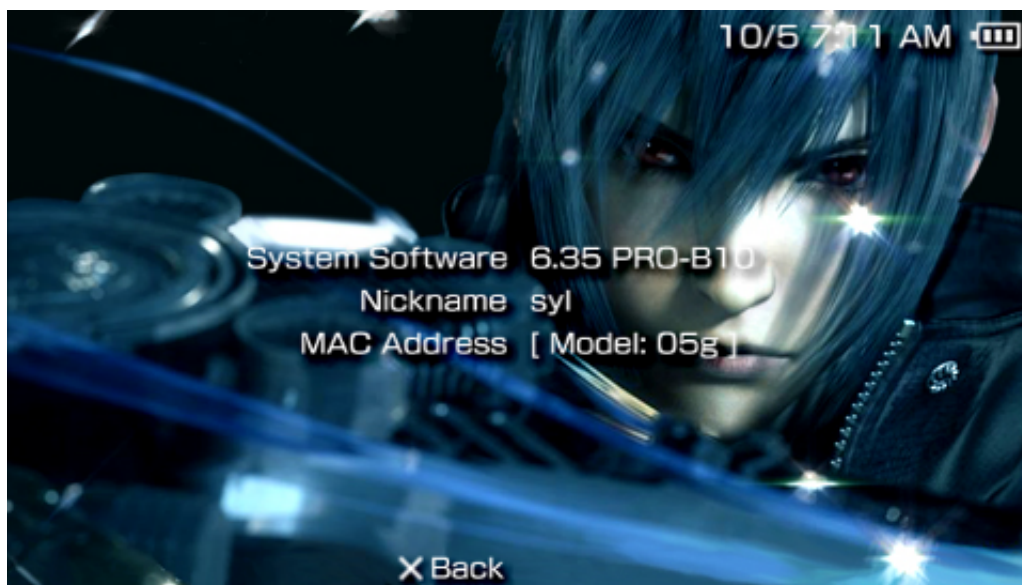 10/5 7:11 AM
System Software 6.35 PRO-B10
Nickname syl
MAC Address [ Model: 05g ]
X Back